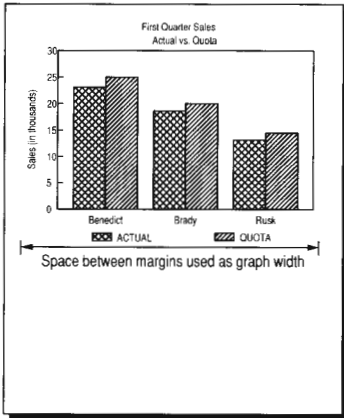 First Quarter Sales
Actual vs. Quota
Sales (in thousands)
30
25
20
15
10
5
0
Benedict Brady Rusk
ACTUAL QUOTA
Space between margins used as graph width